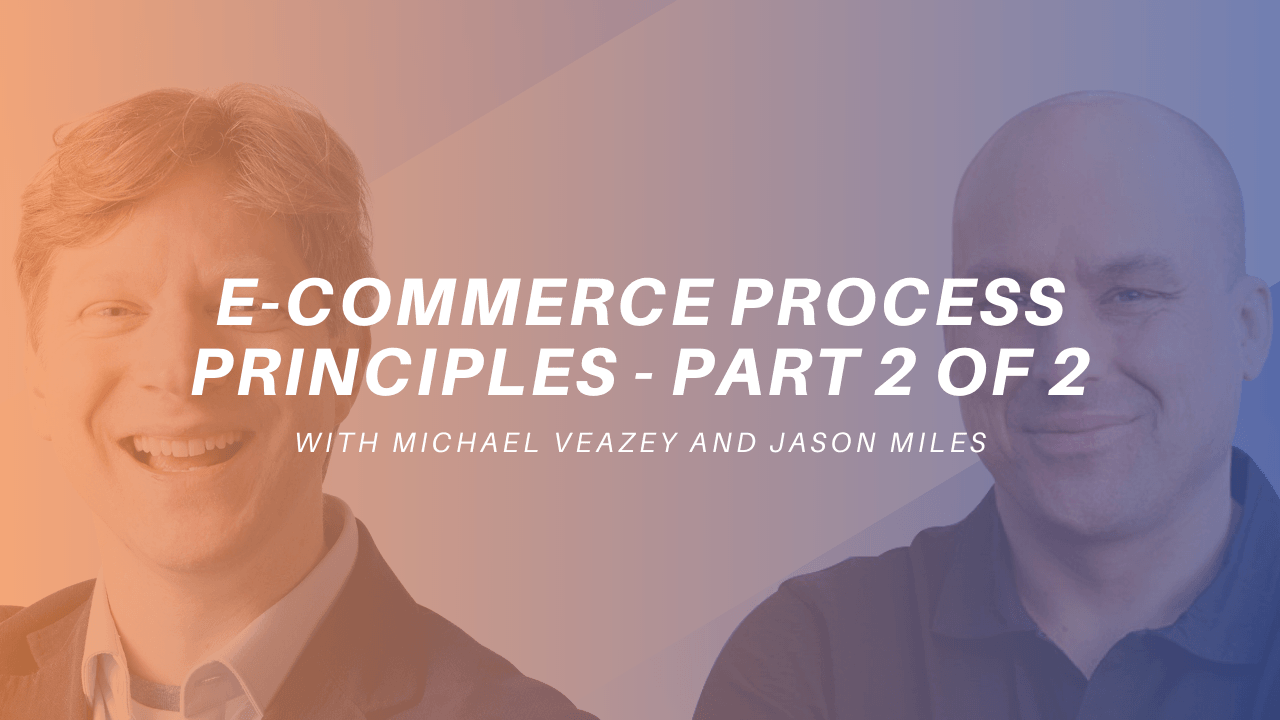 E-COMMERCE PROCESS
PRINCIPLES - PART 2 OF 2
WITH MICHAEL VEAZEY AND JASON MILES